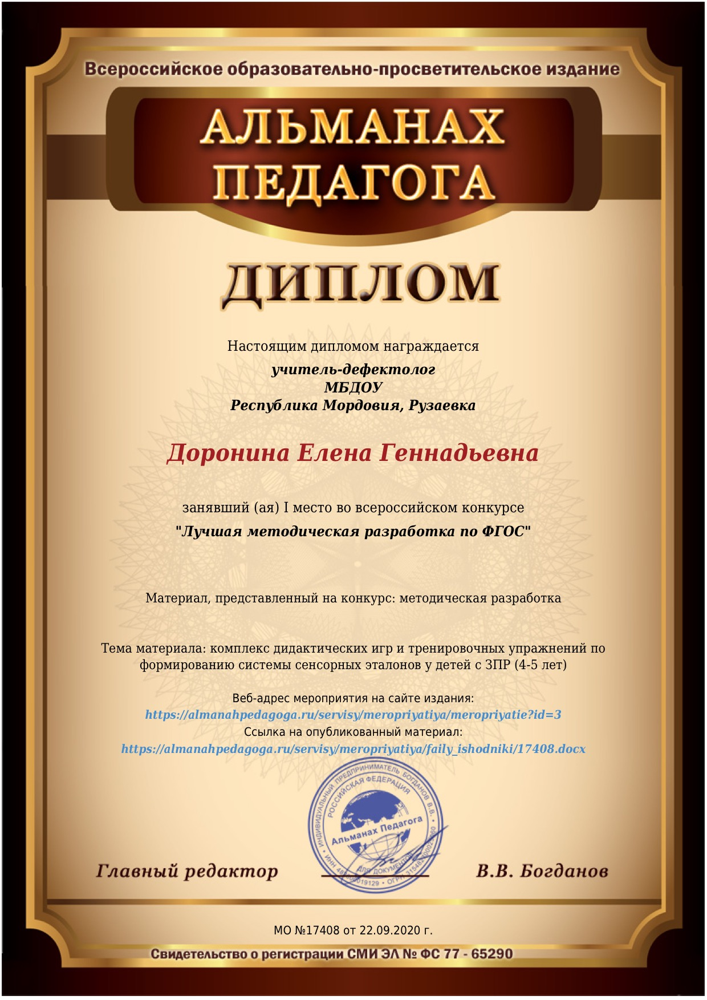 Всероссийское образовательно-просветительское издание
АЛЬМАНАХ
ПЕДАГОГА
ДИПЛОМ
Настоящим дипломом награждается
учитель-дефектолог
МБДОУ
Республика Мордовия, Рузаевка
Доронина Елена Геннадьевна
занявший (ая) I место во всероссийском конкурсе
"Лучшая методическая разработка по ФГОС"
Материал, представленный на конкурс: методическая разработка
Тема материала: комплекс дидактических игр и тренировочных упражнений по
формированию системы сенсорных эталонов у детей с ЗПР (4-5 лет)
Веб-адрес мероприятия на сайте издания:
https://almanahpedagoga.ru/servisy/meropriyatiya/meropriyatie?id=3
Ссылка на опубликованный материал:
https://almanahpedagoga.ru/servisy/meropriyatiya/faily_ishodniki/17408.docx
ИНДИВИДУАЛЬНЫЙ ПРЕДПРИНИМАТЕЛЬ БОГДАНОВ В.В.
РОССИЙСКАЯ ФЕДЕРАЦИЯ
Альманах Педагога
ДЛЯ ДОКУМЕНТОВ
ИНН
ОГРН
Главный редактор
В.В. Богданов
МО №17408 от 22.09.2020 г.
Свидетельство о регистрации СМИ ЭЛ № ФС 77 - 65290